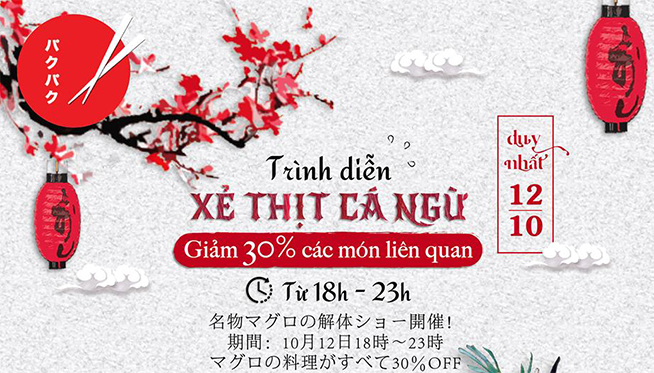 パクパク
duy
nhất
12
10
Trình diễn
XẺ THỊT CÁ NGỪ
Giảm 30% các món liên quan
Từ 18h - 23h
名物マグロの解体ショー開催!
期間: 10月12日18時～23時
マグロの料理がすべて30%OFF